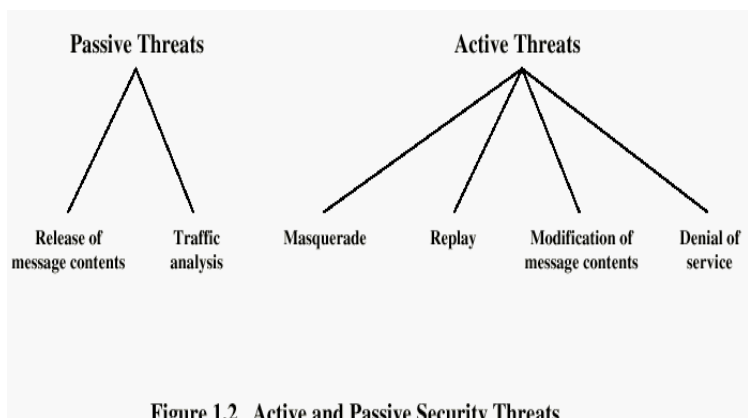 Passive Threats
Active Threats
Release of
message contents
Traffic
analysis
Masquerade
Replay
Modification of
message contents
Denial of
service
Figure 1.2 Active and Passive Security Threats